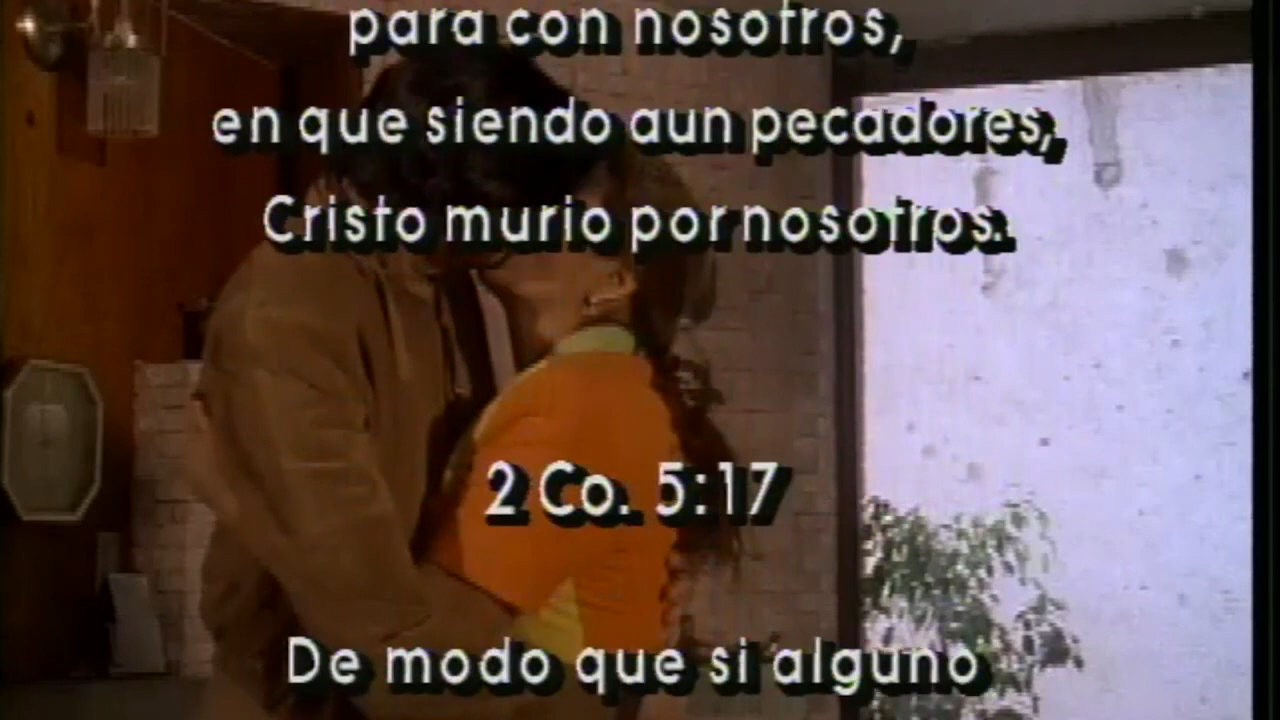 para con nosotros,
en que siendo aun pecadores,
Cristo murio por nosotros.
2 Co. 5:17
De modo que si alguno